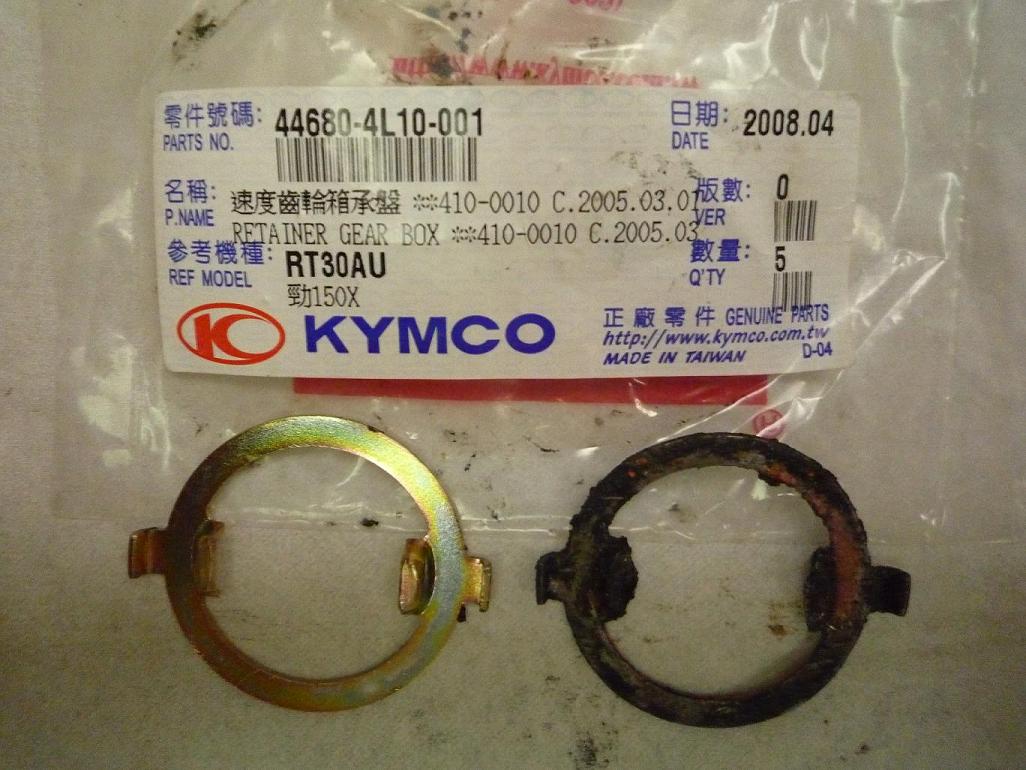 零件號碼: 44680-4L10-001 日期: 2008.04
PARTS NO. DATE
名稱: 速度齒輪箱承盤 **410-0010 C.2005.03.01 版數: 0
P.NAME RETAINER GEAR BOX **410-0010 C.2005.03 VER
參考機種: RT30AU 數量: 5
REF MODEL 勁150X Q'TY
KYMCO 正廠零件 GENUINE PARTS
http://www.kymco.com.tw
MADE IN TAIWAN D-04